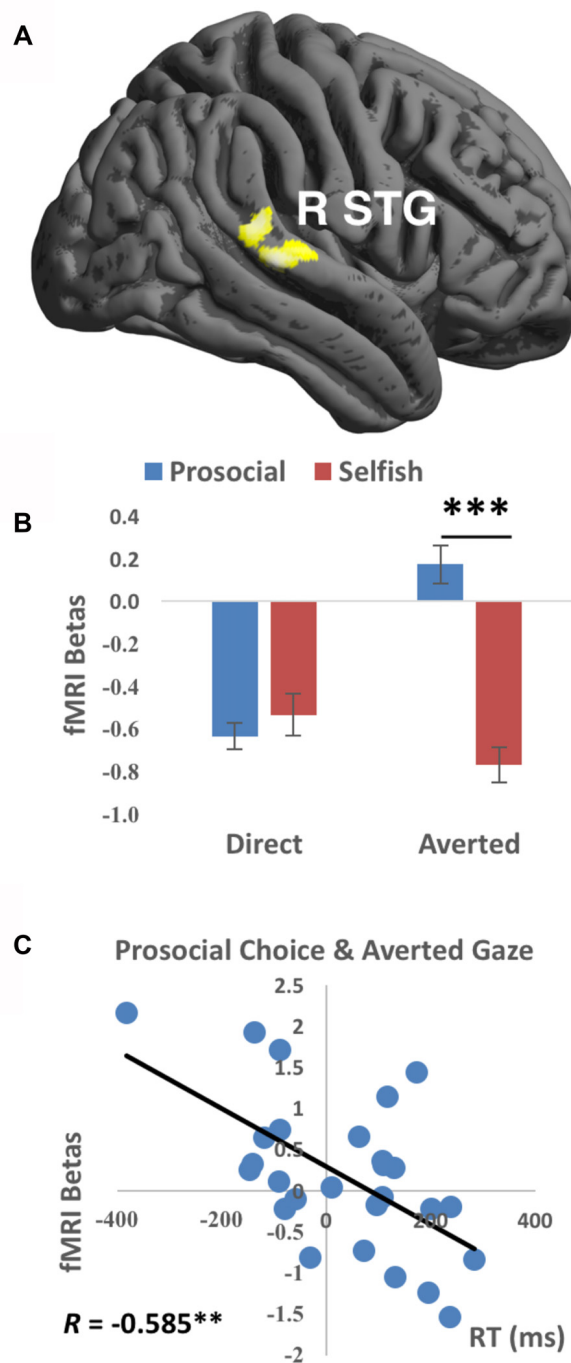 A
R STG
Prosocial Selfish
B
***
0.4
0.2
0.0
-0.2
-0.4
-0.6
-0.8
-1.0
fMRI Betas
Direct Averted
C
Prosocial Choice & Averted Gaze
2.5
2
1.5
1
0.5
0
-0.5
-1
-1.5
-2
fMRI Betas
-400 -200 0 200 400
R = -0.585**
RT (ms)